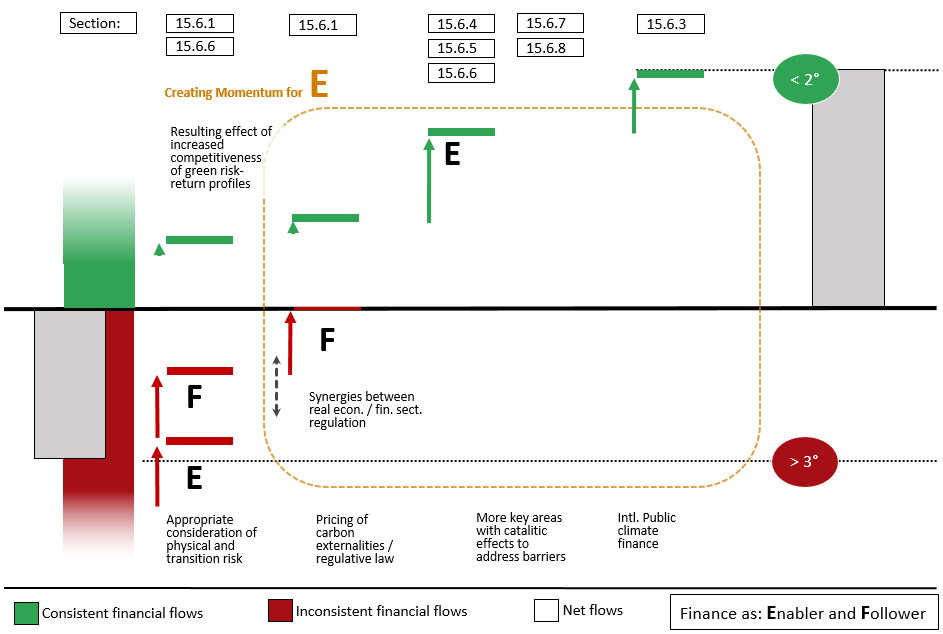 Section:
15.6.1
15.6.6
15.6.1
15.6.4
15.6.5
15.6.6
15.6.7
15.6.8
15.6.3
Creating Momentum for E
Resulting effect of
increased
competitiveness
of green risk-
return profiles
E
< 2°
F
E
F
Synergies between
real econ. / fin. sect.
regulation
> 3°
Appropriate
consideration of
physical and
transition risk
Pricing of
carbon
externalities /
regulative law
More key areas
with catalitic
effects to
address barriers
Intl. Public
climate
finance
Consistent financial flows
Inconsistent financial flows
Net flows
Finance as: Enabler and Follower